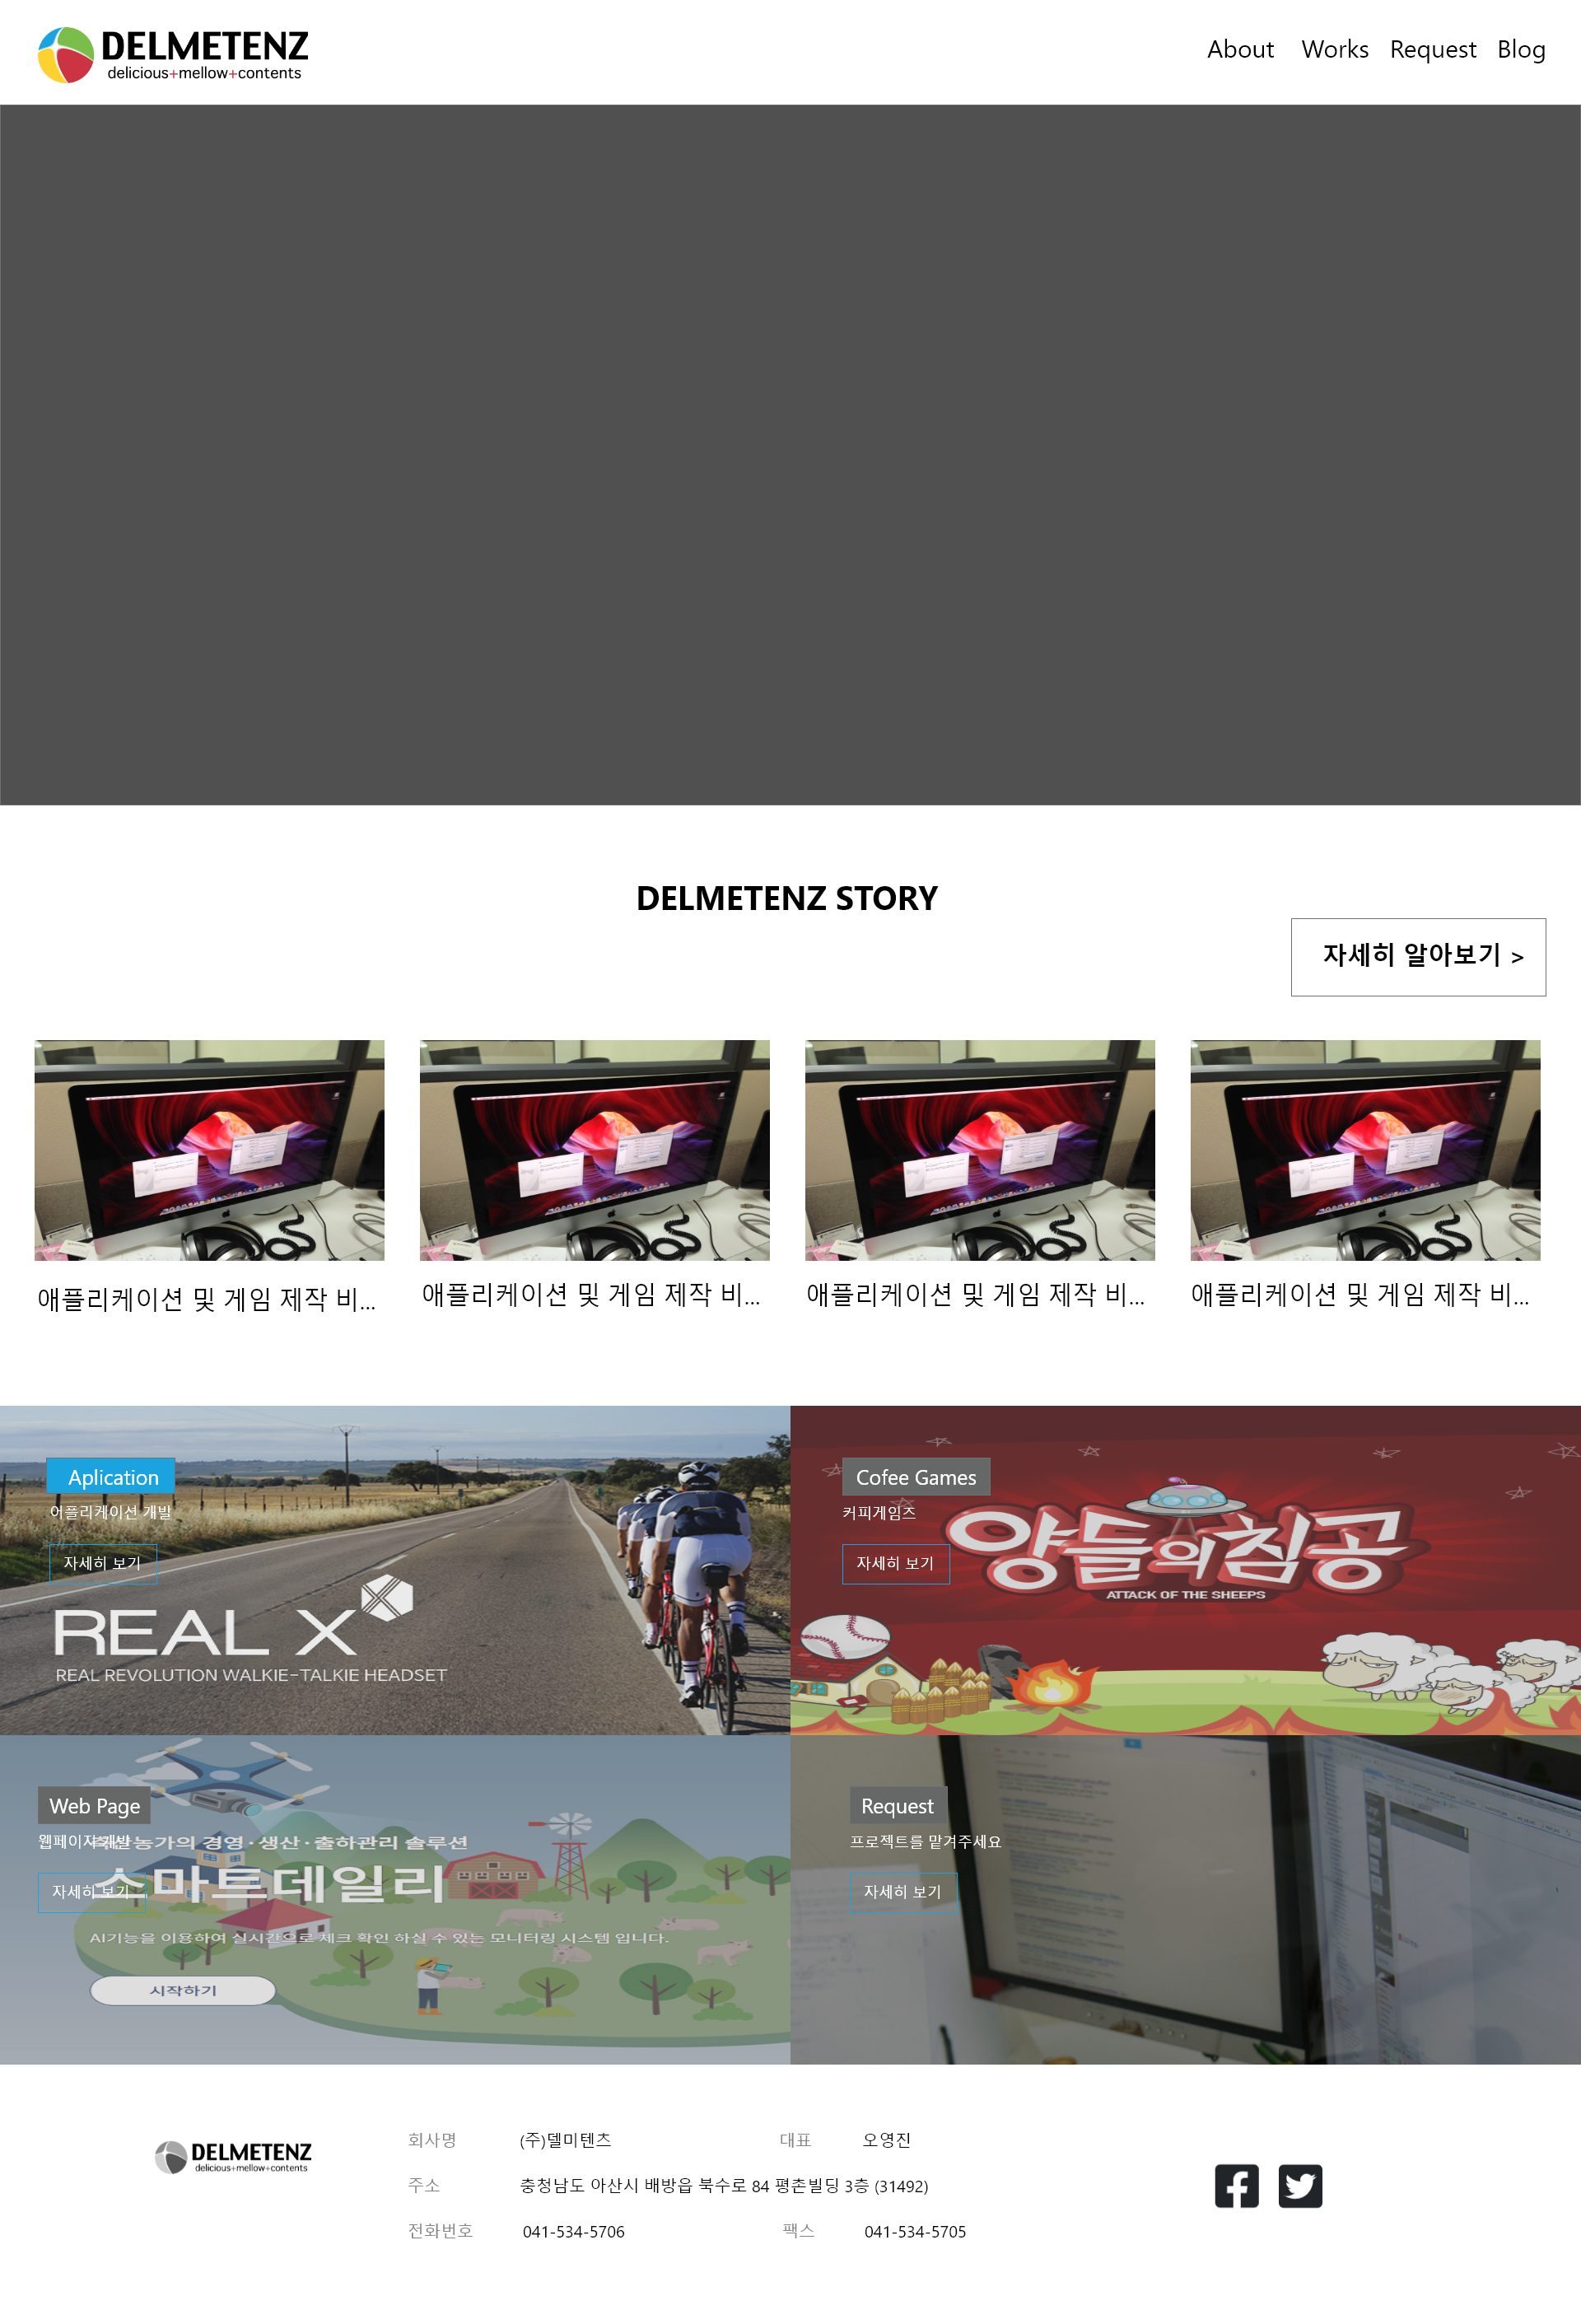 DELMETENZ
delicious+mellow+contents
About Works Request Blog
DELMETENZ STORY
자세히 알아보기 >
애플리케이션 및 게임 제작 비...
애플리케이션 및 게임 제작 비...
애플리케이션 및 게임 제작 비...
애플리케이션 및 게임 제작 비...
Aplication
어플리케이션 개발
자세히 보기
REAL X
REAL REVOLUTION WALKIE-TALKIE HEADSET
Cofee Games
커피게임즈
자세히 보기
양들의침공
ATTACK OF THE SHEEPS
Web Page
웹페이지 개발
농가의 경영·생산·출하관리 솔루션
자세히 보기
스마트데일리
AI기능을 이용하여 실시간으로 체크 확인 하실 수 있는 모니터링 시스템 입니다.
시작하기
Request
프로젝트를 맡겨주세요
자세히 보기
DELMETENZ
delicious+mellow+contents
회사명 (주)델미텐츠 대표 오영진
주소 충청남도 아산시 배방읍 북수로 84 평촌빌딩 3층 (31492)
전화번호 041-534-5706 팩스 041-534-5705